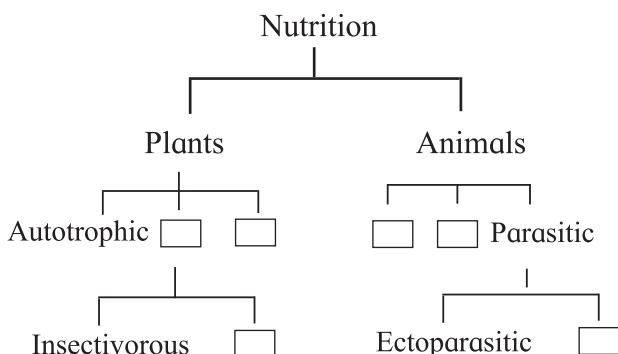 Nutrition
Plants Animals
Autotrophic Parasitic
Insectivorous Ectoparasitic